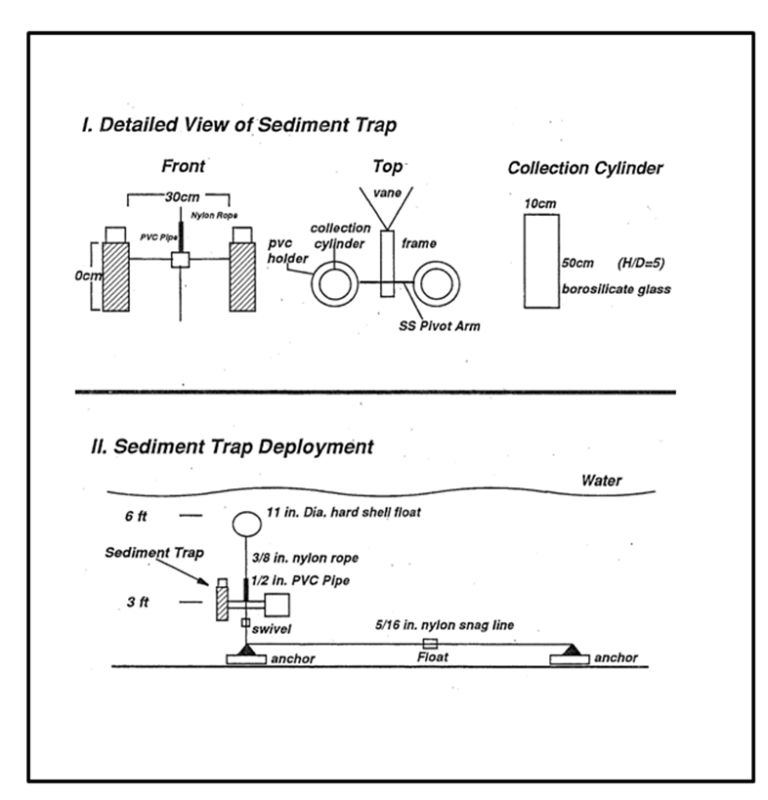 I. Detailed View of Sediment Trap
Front
Top
Collection Cylinder
30cm
Nylon Rope
PVC Pipe
0cm
vane
collection
cylinder
pvc
holder
frame
SS Pivot Arm
10cm
50cm (H/D=5)
borosilicate glass
II. Sediment Trap Deployment
Water
6 ft
11 in. Dia. hard shell float
Sediment Trap
3/8 in. nylon rope
1/2 in. PVC Pipe
3 ft
swivel
5/16 in. nylon snag line
Float
anchor
anchor